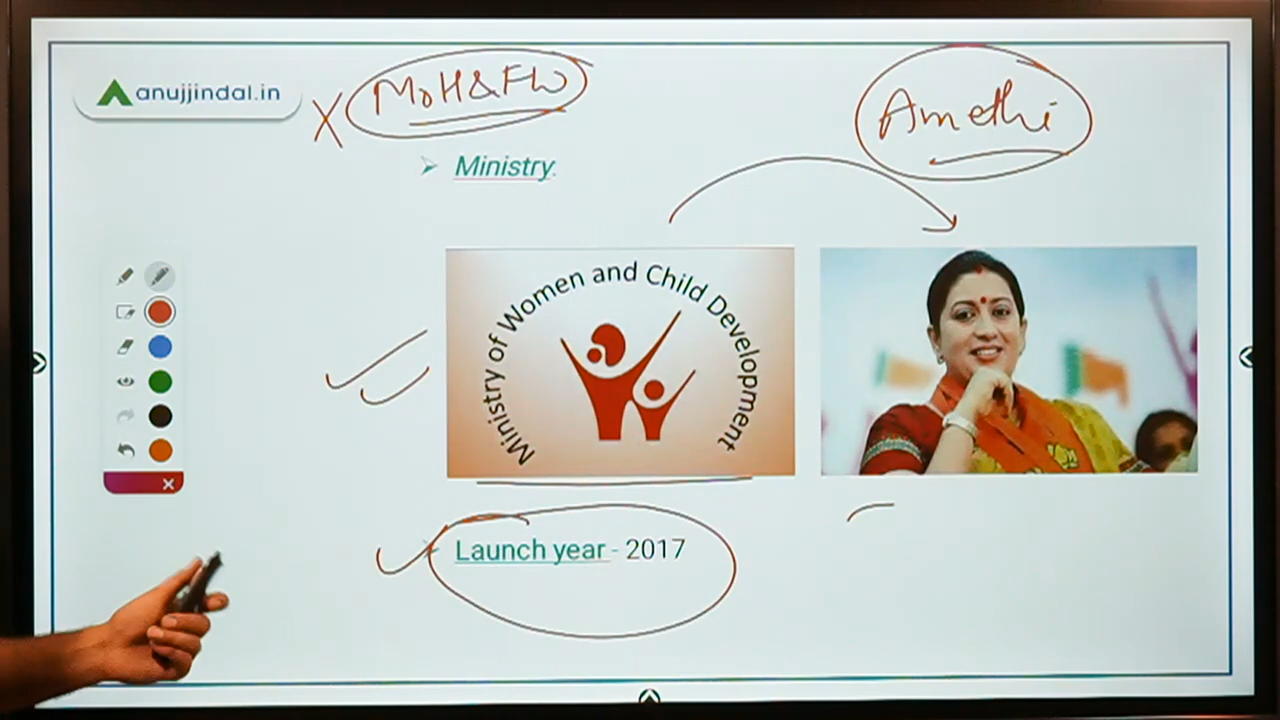 anujjindal.in
MoH&FW
Amethi
Ministry.
Ministry of Women and Child Development
Launch year - 2017